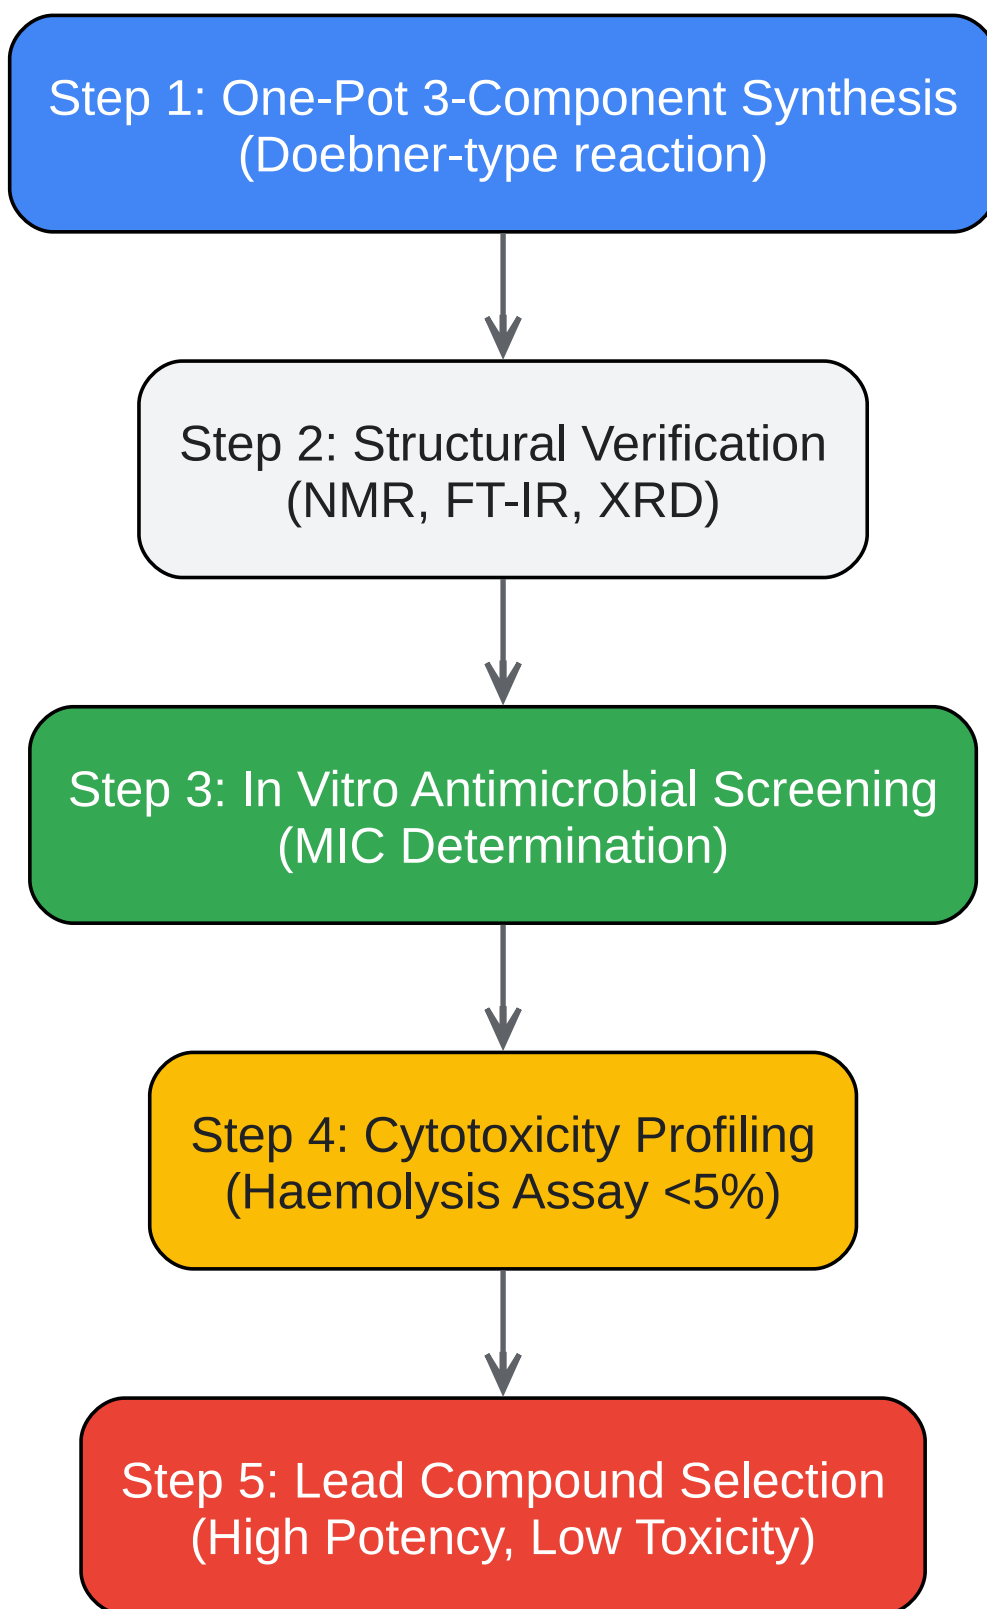 Step 1: One-Pot 3-Component Synthesis
(Doebner-type reaction)
Step 2: Structural Verification
(NMR, FT-IR, XRD)
Step 3: In Vitro Antimicrobial Screening
(MIC Determination)
Step 4: Cytotoxicity Profiling
(Haemolysis Assay <5%)
Step 5: Lead Compound Selection
(High Potency, Low Toxicity)